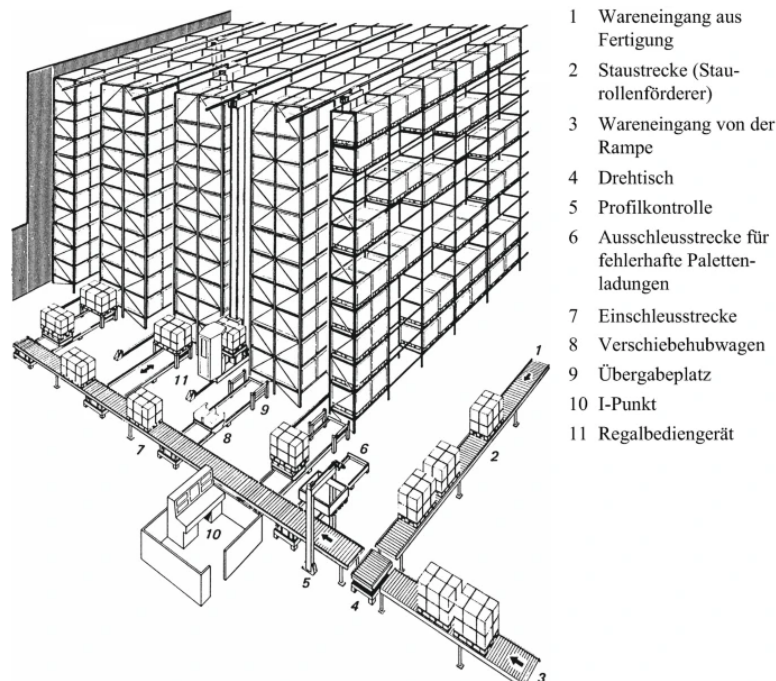 1 Wareneingang aus
Fertigung
2 Staustrecke (Stau-
rollenförderer)
3 Wareneingang von der
Rampe
4 Drehtisch
5 Profilkontrolle
6 Ausschleusstrecke für
fehlerhafte Paletten-
ladungen
7 Einschleusstrecke
8 Verschiebehubwagen
9 Übergabeplatz
10 I-Punkt
11 Regalbediengerät
1
11
9
8
2
6
7
10
5
4
3